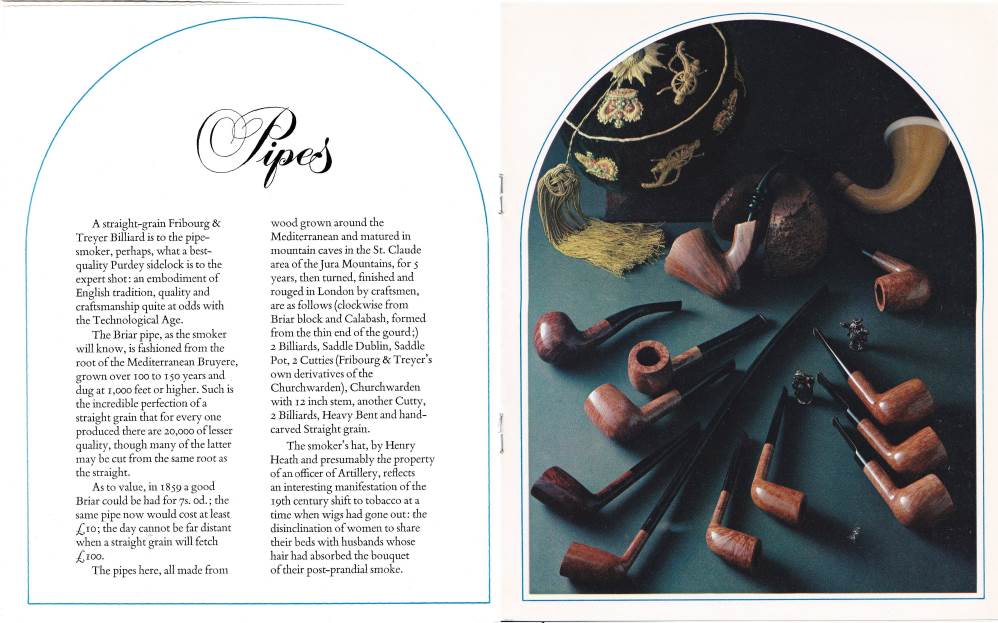 Pipes
A straight-grain Fribourg &
Treyer Billiard is to the pipe-
smoker, perhaps, what a best-
quality Purdey sidelock is to the
expert shot: an embodiment of
English tradition, quality and
craftsmanship quite at odds with
the Technological Age.
The Briar pipe, as the smoker
will know, is fashioned from the
root of the Mediterranean Bruyere,
grown over 100 to 150 years and
dug at 1,000 feet or higher. Such is
the incredible perfection of a
straight grain that for every one
produced there are 20,000 of lesser
quality, though many of the latter
may be cut from the same root as
the straight.
As to value, in 1859 a good
Briar could be had for 7s. od.; the
same pipe now would cost at least
£10; the day cannot be far distant
when a straight grain will fetch
£100.
The pipes here, all made from
wood grown around the
Mediterranean and matured in
mountain caves in the St. Claude
area of the Jura Mountains, for 5
years, then turned, finished and
rouged in London by craftsmen,
are as follows (clockwise from
Briar block and Calabash, formed
from the thin end of the gourd;)
2 Billiards, Saddle Dublin, Saddle
Pot, 2 Cutties (Fribourg & Treyer's
own derivatives of the
Churchwarden), Churchwarden
with 12 inch stem, another Cutty,
2 Billiards, Heavy Bent and hand-
carved Straight grain.
The smoker's hat, by Henry
Heath and presumably the property
of an officer of Artillery, reflects
an interesting manifestation of the
19th century shift to tobacco at a
time when wigs had gone out: the
disinclination of women to share
their beds with husbands whose
hair had absorbed the bouquet
of their post-prandial smoke.